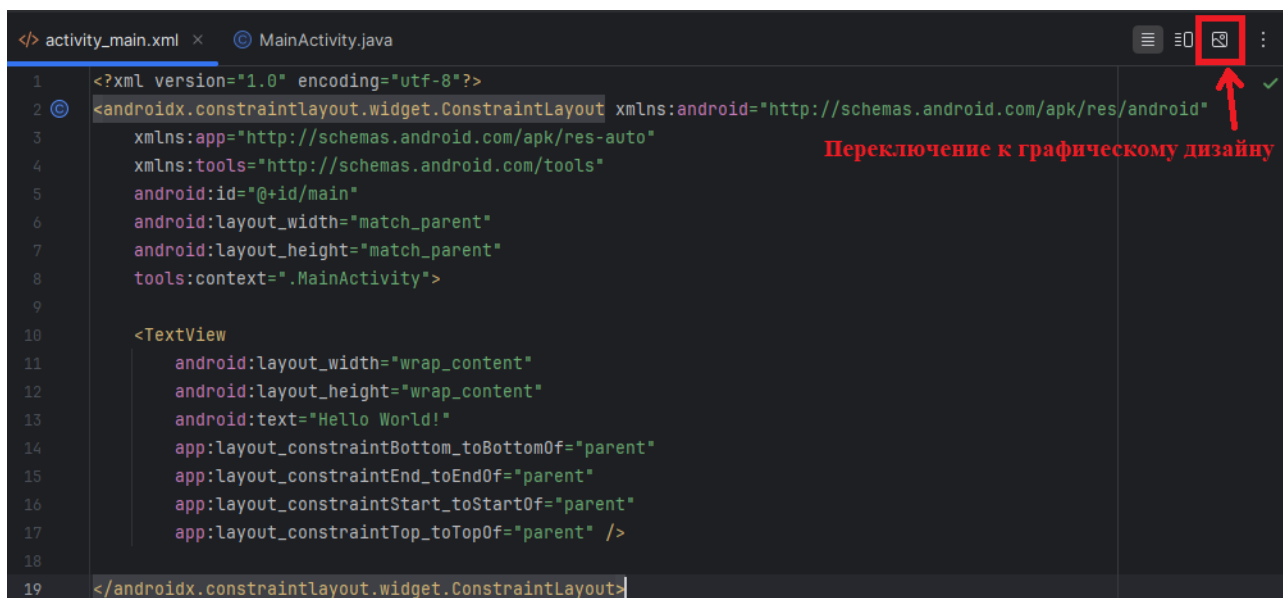 activity_main.xml
MainActivity.java
1 <?xml version="1.0" encoding="utf-8"?>
2 <androidx.constraintlayout.widget.ConstraintLayout xmlns:android="http://schemas.android.com/apk/res/android"
3 xmlns:app="http://schemas.android.com/apk/res-auto"
Переключение к графическому дизайну
4 xmlns:tools="http://schemas.android.com/tools"
5 android:id="@+id/main"
6 android:layout_width="match_parent"
7 android:layout_height="match_parent"
8 tools:context=".MainActivity">
9
10 <TextView
11 android:layout_width="wrap_content"
12 android:layout_height="wrap_content"
13 android:text="Hello World!"
14 app:layout_constraintBottom_toBottomOf="parent"
15 app:layout_constraintEnd_toEndOf="parent"
16 app:layout_constraintStart_toStartOf="parent"
17 app:layout_constraintTop_toTopOf="parent" />
18
19 </androidx.constraintlayout.widget.ConstraintLayout>